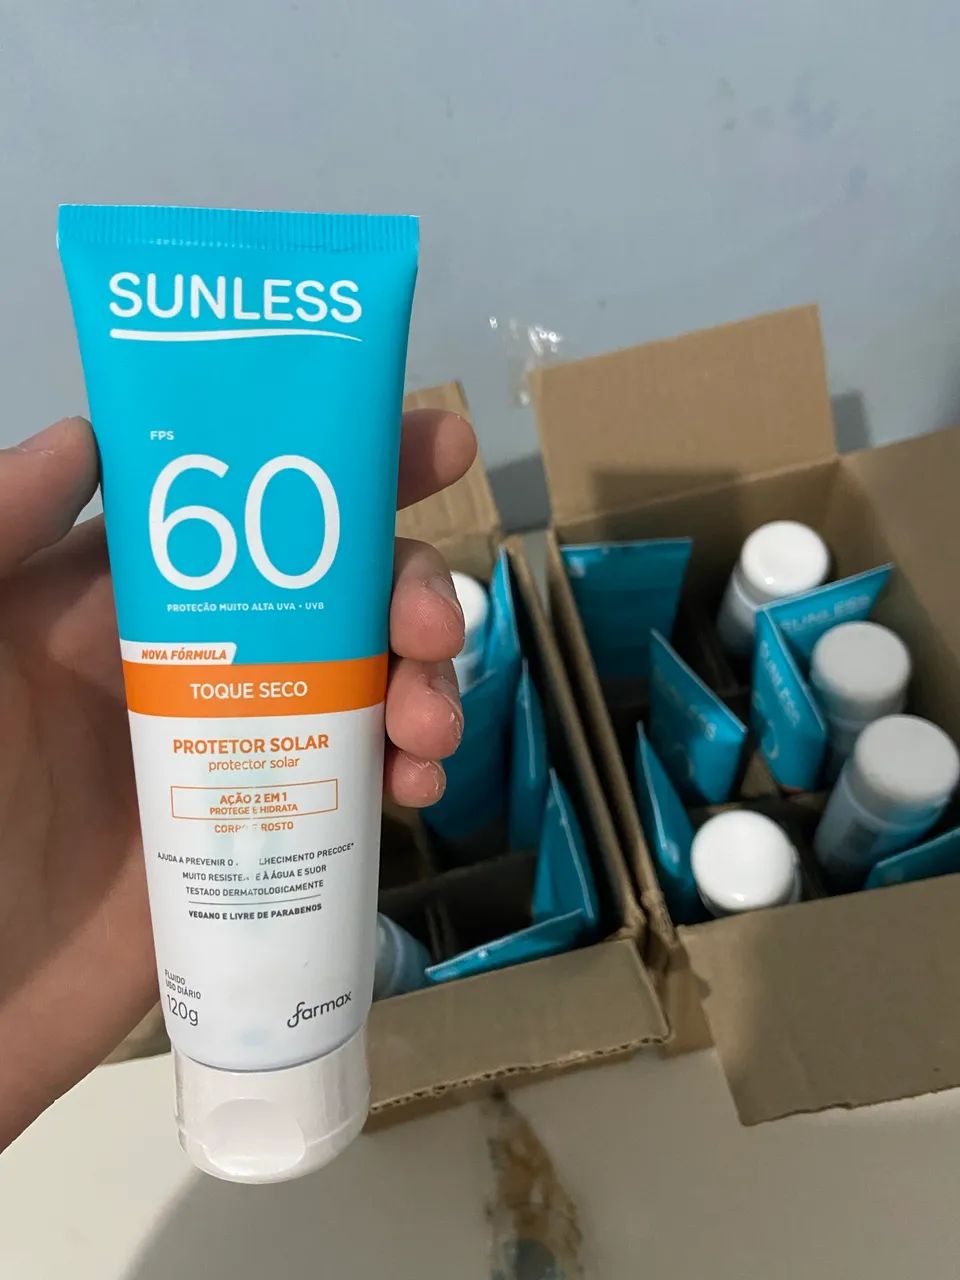 SUNLESS
FPS
60
PROTEÇÃO MUITO ALTA UVA • UVB
NOVA FÓRMULA
TOQUE SECO
PROTETOR SOLAR
protector solar
AÇÃO 2 EM 1
PROTEGE E HIDRATA
CORPO E ROSTO
AJUDA A PREVENIR O LHECIMENTO PRECOCE*
MUITO RESISTE E À ÁGUA E SUOR
TESTADO DERMATOLOGICAMENTE
VEGANO E LIVRE DE PARABENOS
FLUIDO
USO DIÁRIO
120g
farmax
SUNLESS
SUNLESS